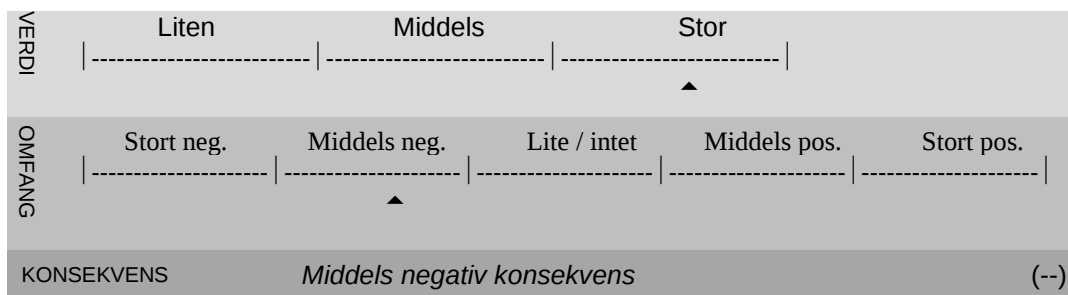 VERDI
Liten Middels Stor
|--------------------------|--------------------------|--------------------------|
OMFANG
Stort neg. Middels neg. Lite / intet Middels pos. Stort pos.
|---------------------|---------------------|---------------------|---------------------|---------------------|
KONSEKVENS Middels negativ konsekvens (--)